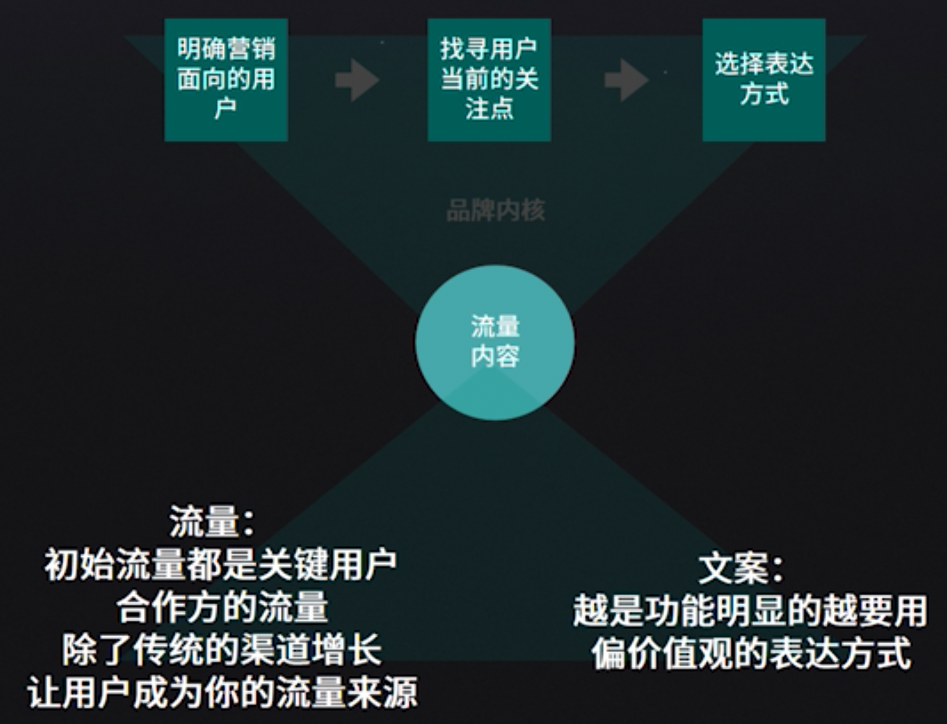 明确营销
面向的用
户
找寻用户
当前的关
注点
选择表达
方式
品牌内核
流量
内容
流量：
初始流量都是关键用户
合作方的流量
除了传统的渠道增长
让用户成为你的流量来源
文案：
越是功能明显的越要用
偏价值观的表达方式